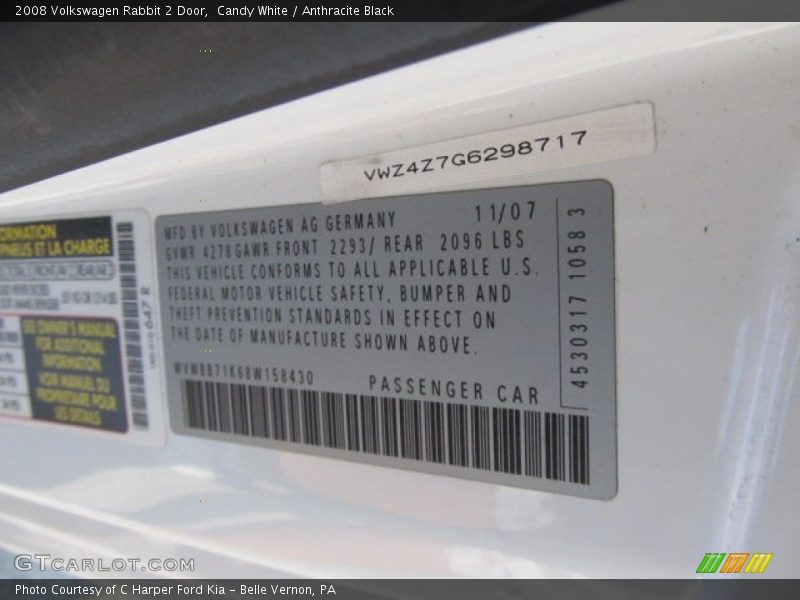 2008 Volkswagen Rabbit 2 Door,  Candy White / Anthracite Black
VWZ4Z7G6298717
MFD BY VOLKSWAGEN AG GERMANY 11/07
GVWR 4278 GAWR FRONT 2293/ REAR 2096 LBS
THIS VEHICLE CONFORMS TO ALL APPLICABLE U.S.
FEDERAL MOTOR VEHICLE SAFETY, BUMPER AND
THEFT PREVENTION STANDARDS IN EFFECT ON
THE DATE OF MANUFACTURE SHOWN ABOVE.
WVWBB71K68W158430 PASSENGER CAR
4530317 1058 3
ORMATION
PNEUS ET LA CHARGE
647 R
SEE OWNER'S MANUAL
FOR ADDITIONAL
INFORMATION
VOIR MANUEL DU
PROPRIETAIRE POUR
LES DETAILS
GTCARLOT.COM
Photo Courtesy of C Harper Ford Kia – Belle Vernon, PA